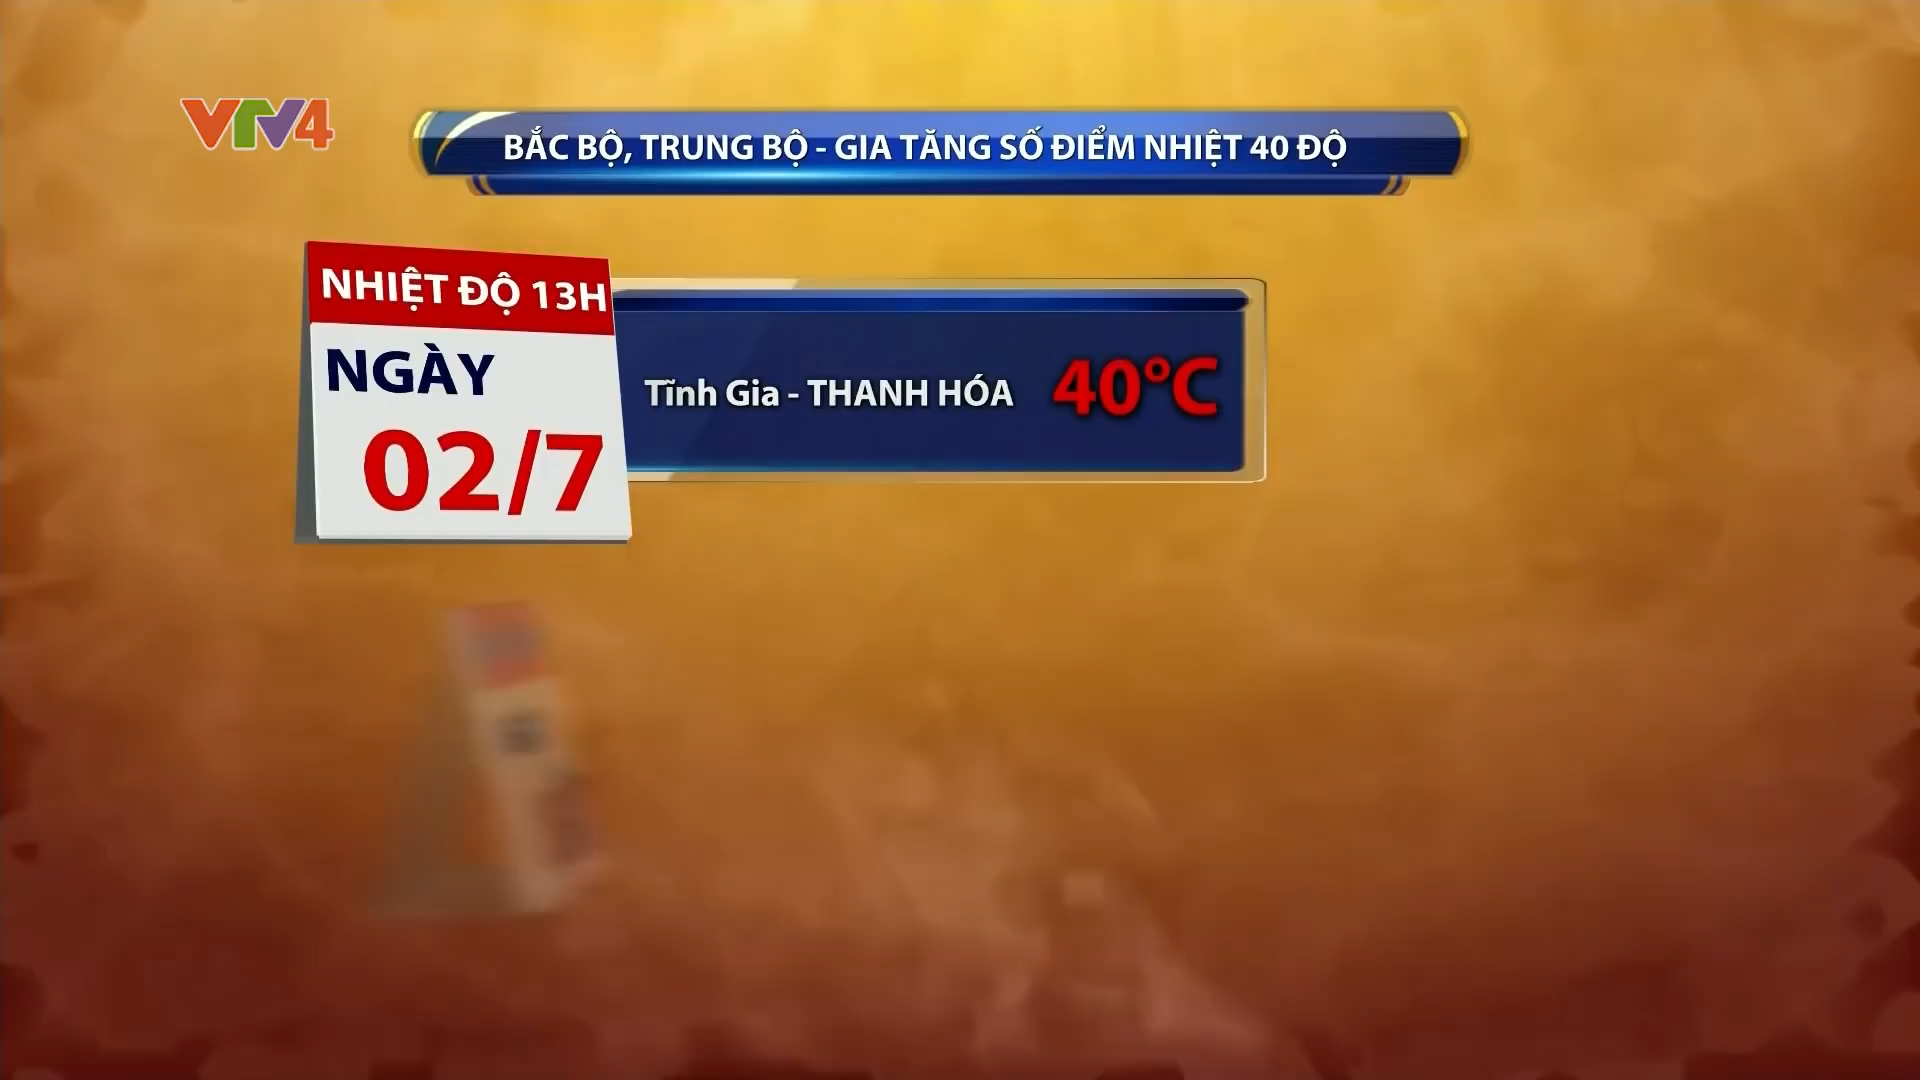 VTV4
BẮC BỘ, TRUNG BỘ - GIA TĂNG SỐ ĐIỂM NHIỆT 40 ĐỘ
NHIỆT ĐỘ 13H
NGÀY
02/7
Tĩnh Gia - THANH HÓA 40°C